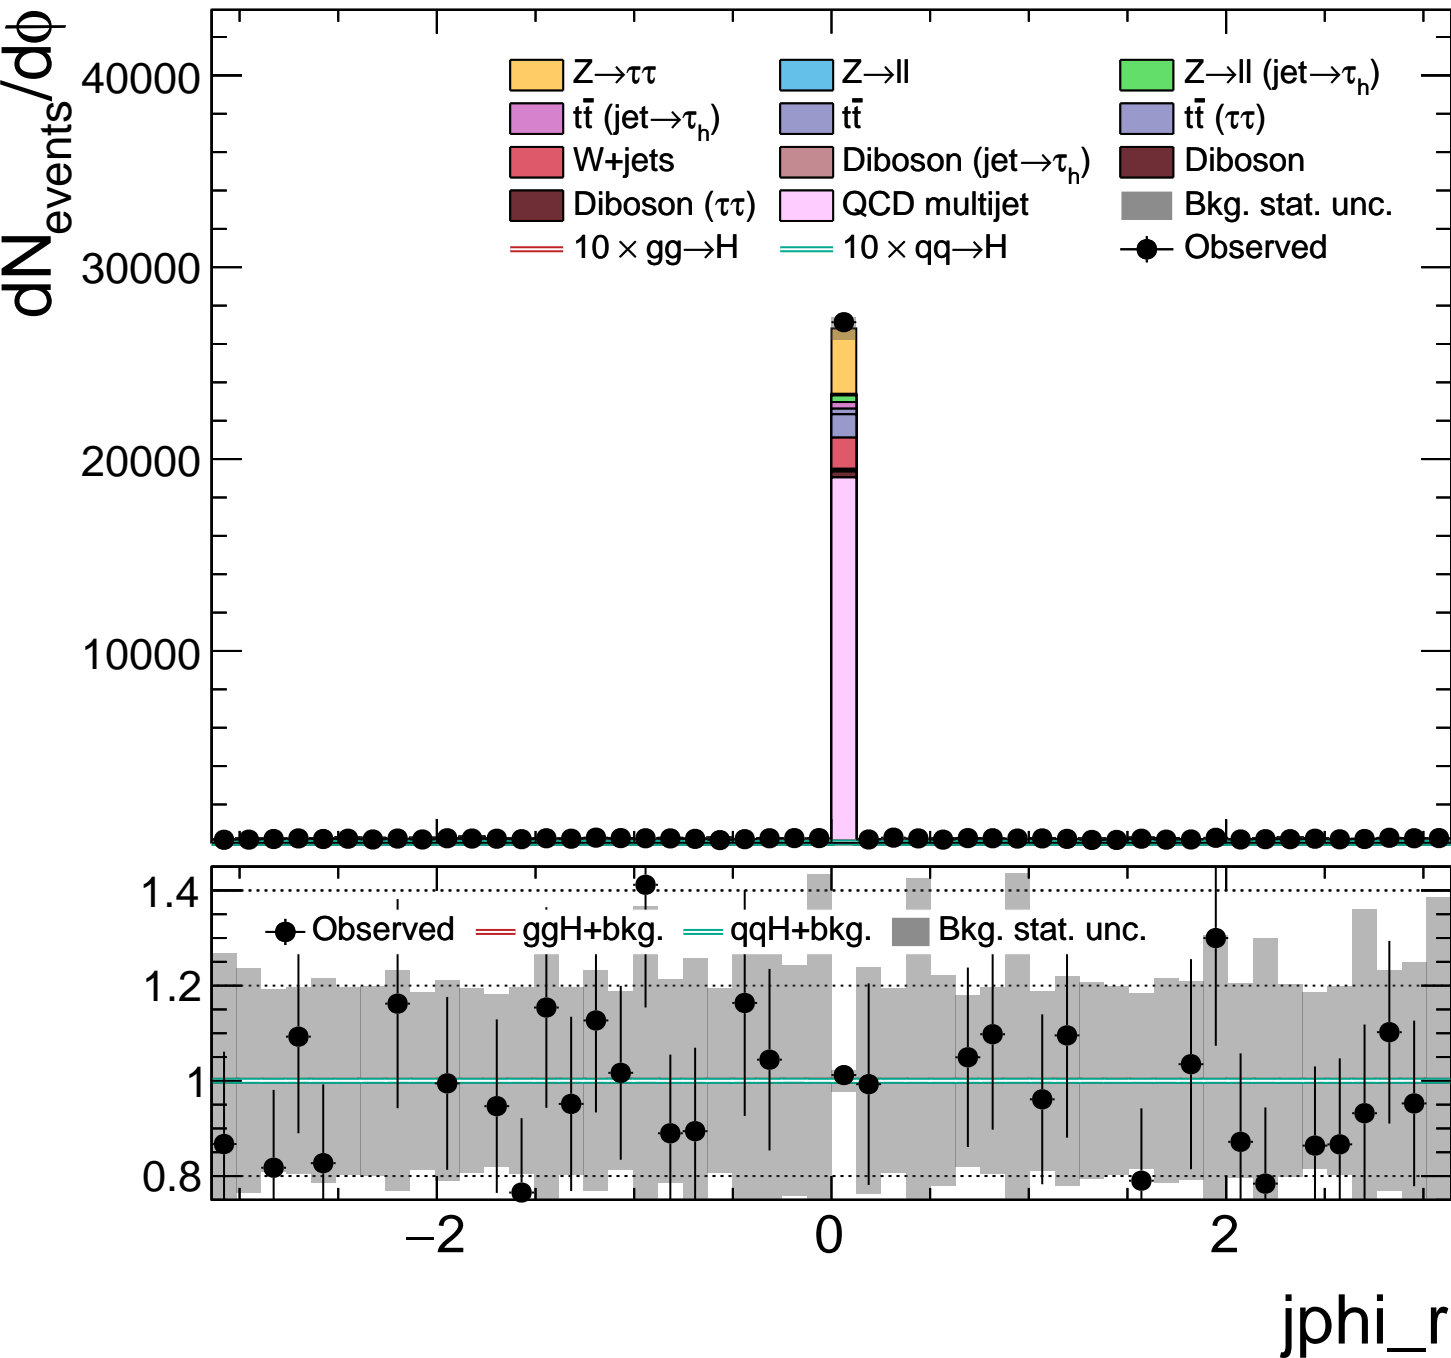 dN_events/dϕ
40000
30000
20000
10000
Z→ττ Z→ll Z→ll (jet→τ_h)
tt̄ (jet→τ_h) tt̄ tt̄ (ττ)
W+jets Diboson (jet→τ_h) Diboson
Diboson (ττ) QCD multijet Bkg. stat. unc.
10 × gg→H 10 × qq→H Observed
1.4
1.2
1
0.8
Observed ggH+bkg. qqH+bkg. Bkg. stat. unc.
−2 0 2
jphi_r